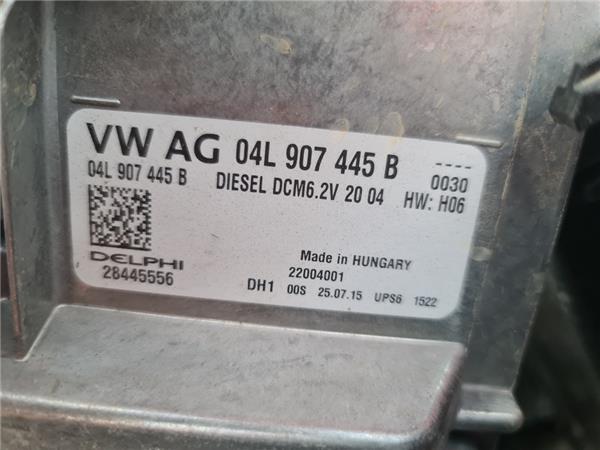 VW AG 04L 907 445 B ----
04L 907 445 B DIESEL DCM6.2V 20 04 0030
HW: H06
DELPHI
28445556
Made in HUNGARY
22004001
DH1 00S 25.07.15 UPS6 1522